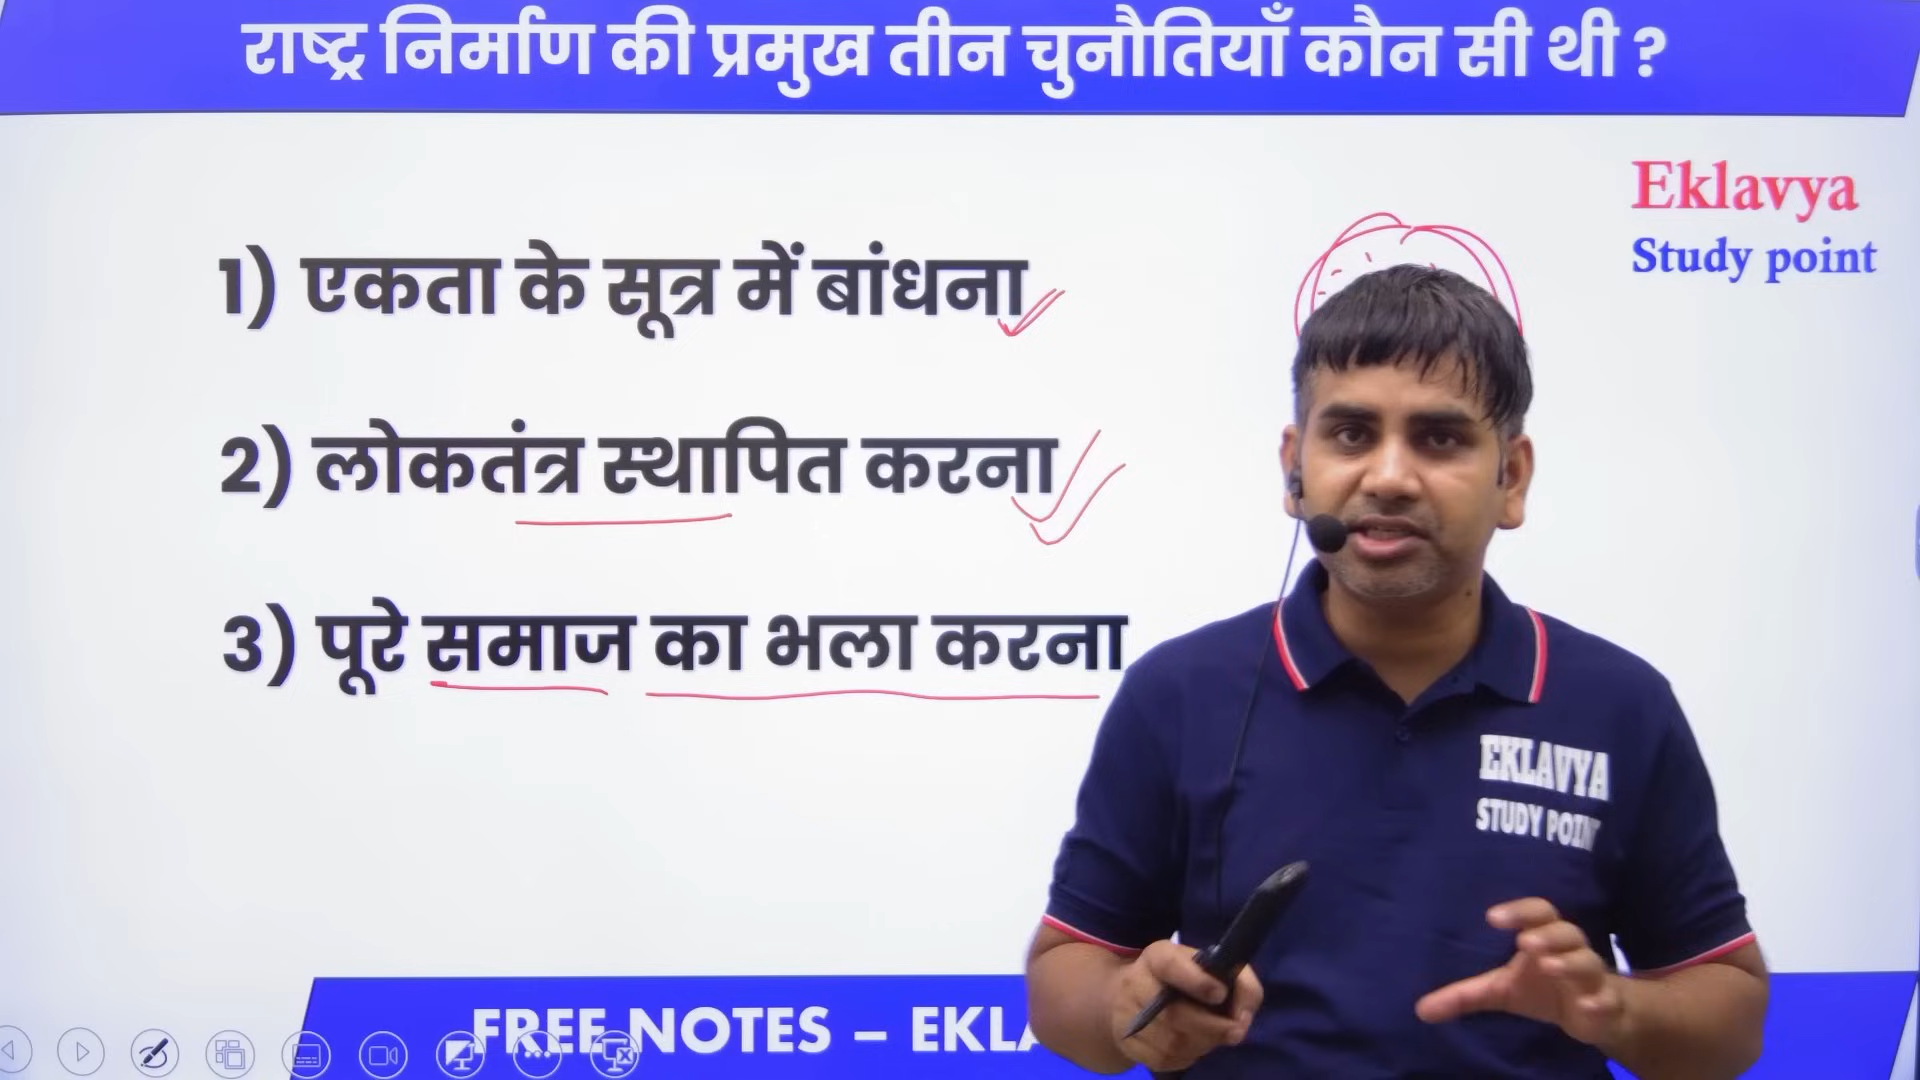 राष्ट्र निर्माण की प्रमुख तीन चुनौतियाँ कौन सी थी ?
Eklavya
Study point
1) एकता के सूत्र में बांधना
2) लोकतंत्र स्थापित करना
3) पूरे समाज का भला करना
EKLAVYA
STUDY POINT
FREE NOTES – EKLA